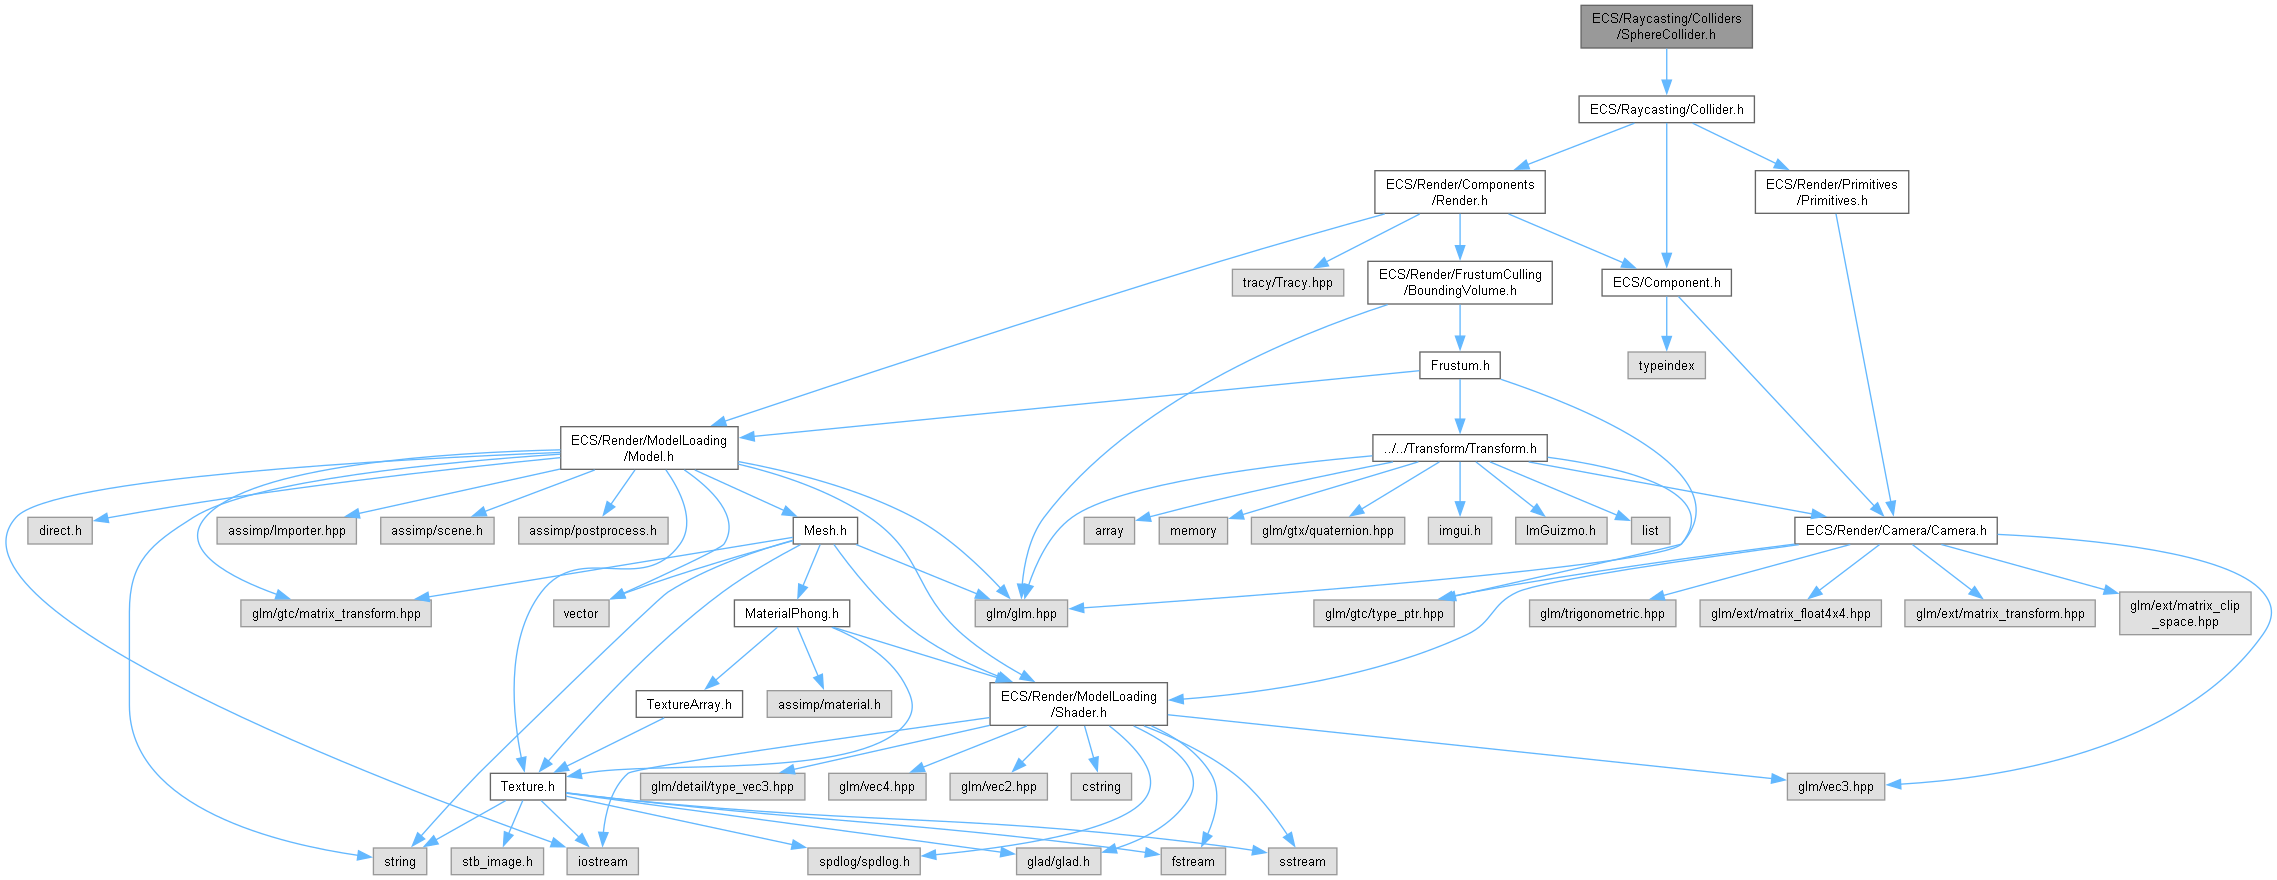 ECS/Raycasting/Colliders
/SphereCollider.h
ECS/Raycasting/Collider.h
ECS/Render/Components
/Render.h
ECS/Render/Primitives
/Primitives.h
tracy/Tracy.hpp
ECS/Render/FrustumCulling
/BoundingVolume.h
ECS/Component.h
Frustum.h
typeindex
ECS/Render/ModelLoading
/Model.h
../../Transform/Transform.h
direct.h
assimp/Importer.hpp
assimp/scene.h
assimp/postprocess.h
Mesh.h
array
memory
glm/gtx/quaternion.hpp
imgui.h
ImGuizmo.h
list
ECS/Render/Camera/Camera.h
glm/gtc/matrix_transform.hpp
vector
MaterialPhong.h
glm/glm.hpp
glm/gtc/type_ptr.hpp
glm/trigonometric.hpp
glm/ext/matrix_float4x4.hpp
glm/ext/matrix_transform.hpp
glm/ext/matrix_clip
_space.hpp
TextureArray.h
assimp/material.h
ECS/Render/ModelLoading
/Shader.h
Texture.h
glm/detail/type_vec3.hpp
glm/vec4.hpp
glm/vec2.hpp
cstring
glm/vec3.hpp
string
stb_image.h
iostream
spdlog/spdlog.h
glad/glad.h
fstream
sstream